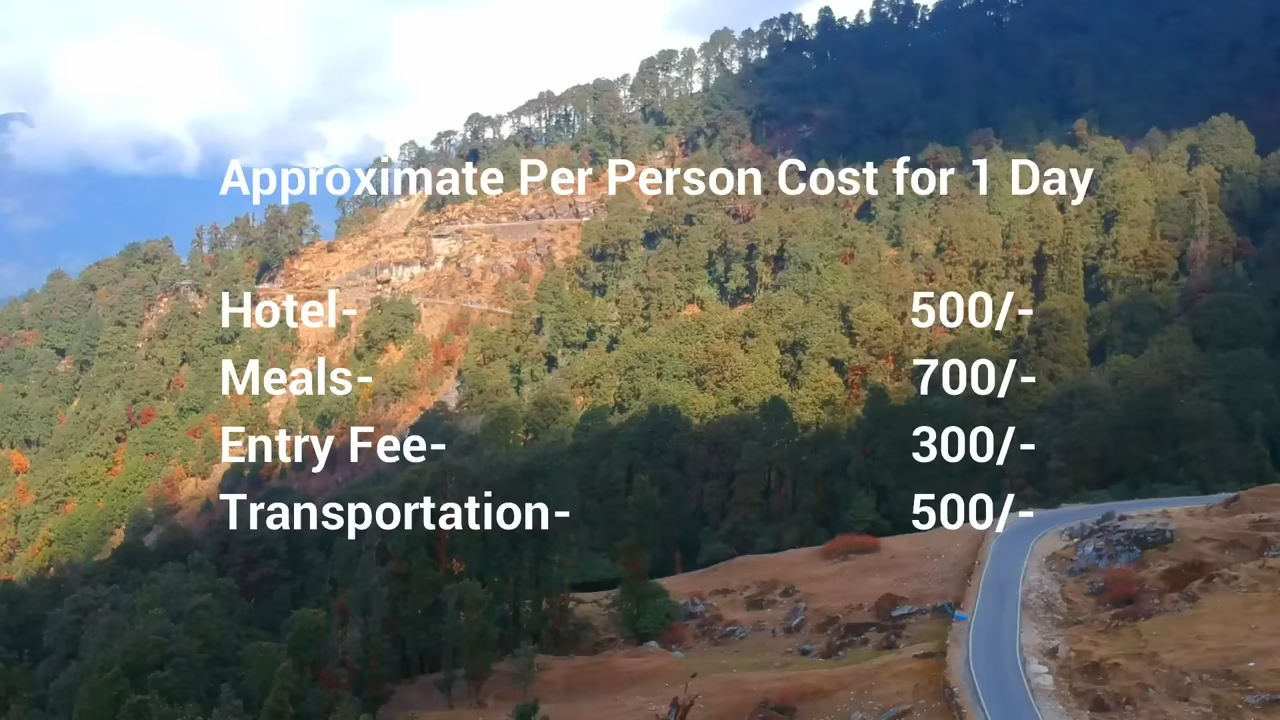 Approximate Per Person Cost for 1 Day
Hotel- 500/-
Meals- 700/-
Entry Fee- 300/-
Transportation- 500/-